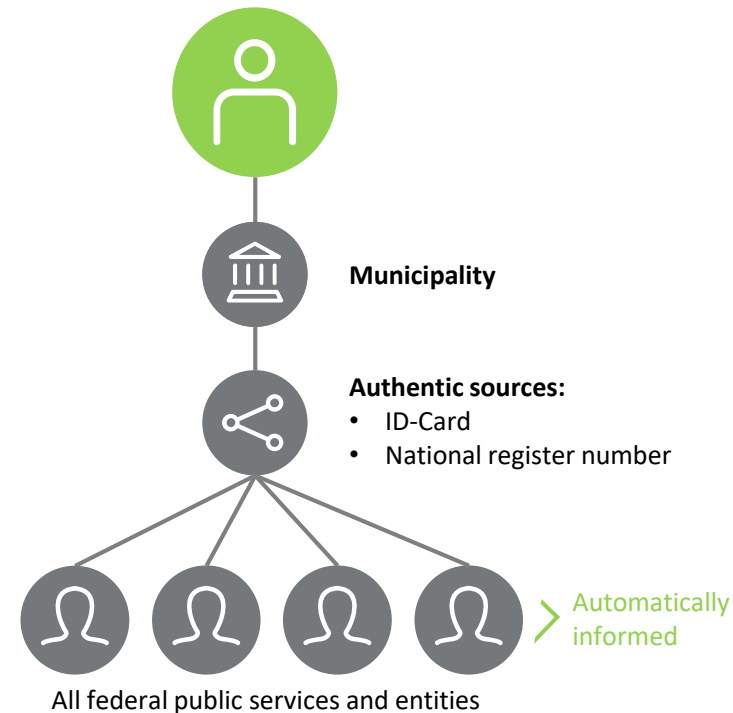 Municipality
Authentic sources:
• ID-Card
• National register number
Automatically
informed
All federal public services and entities